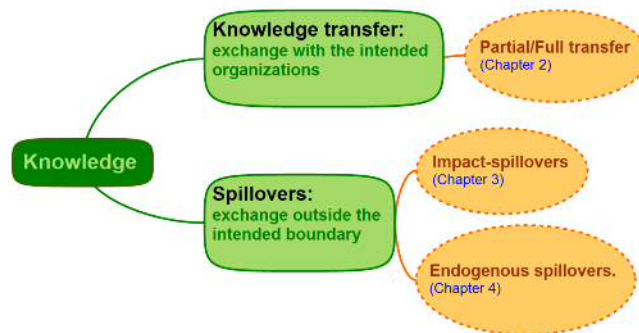 Knowledge transfer:
exchange with the intended
organizations
Partial/Full transfer
(Chapter 2)
Knowledge
Spillovers:
exchange outside the
intended boundary
Impact-spillovers
(Chapter 3)
Endogenous spillovers.
(Chapter 4)